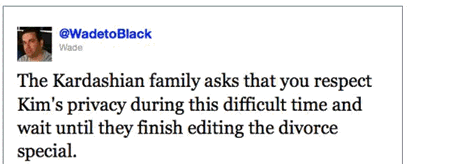 @WadetoBlack
Wade
The Kardashian family asks that you respect
Kim's privacy during this difficult time and
wait until they finish editing the divorce
special.